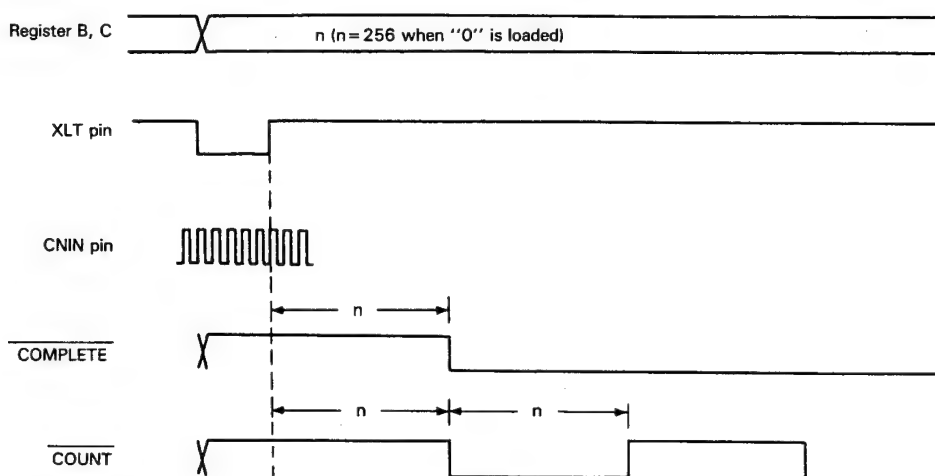 Register B, C
n (n=256 when "0" is loaded)
XLT pin
CNIN pin
n
COMPLETE
n n
COUNT